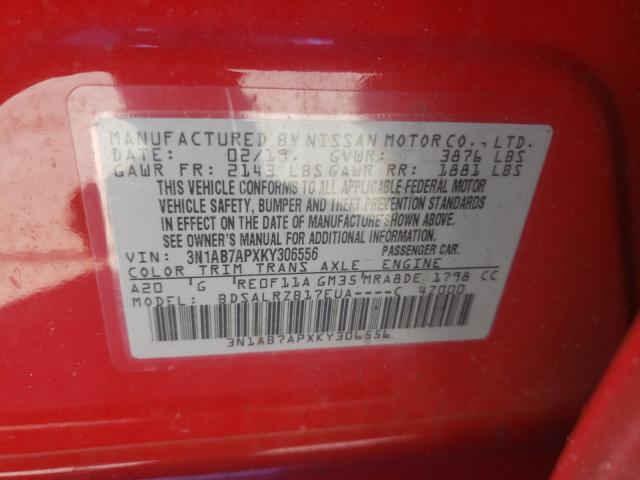 MANUFACTURED BY NISSAN MOTOR CO., LTD.
DATE: 02/19. GVWR: 3876 LBS
GAWR FR: 2143 LBS GAWR RR: 1881 LBS
THIS VEHICLE CONFORMS TO ALL APPLICABLE FEDERAL MOTOR
VEHICLE SAFETY, BUMPER AND THEFT PREVENTION STANDARDS
IN EFFECT ON THE DATE OF MANUFACTURE SHOWN ABOVE.
SEE OWNER'S MANUAL FOR ADDITIONAL INFORMATION.
VIN: 3N1AB7APXKY306556 PASSENGER CAR.
COLOR TRIM TRANS AXLE ENGINE
A20 G RE0F11A GM35 MRA8DE 1798 CC
MODEL: BDSALRZB17EUA----C 47000
3N1AB7APXKY306556